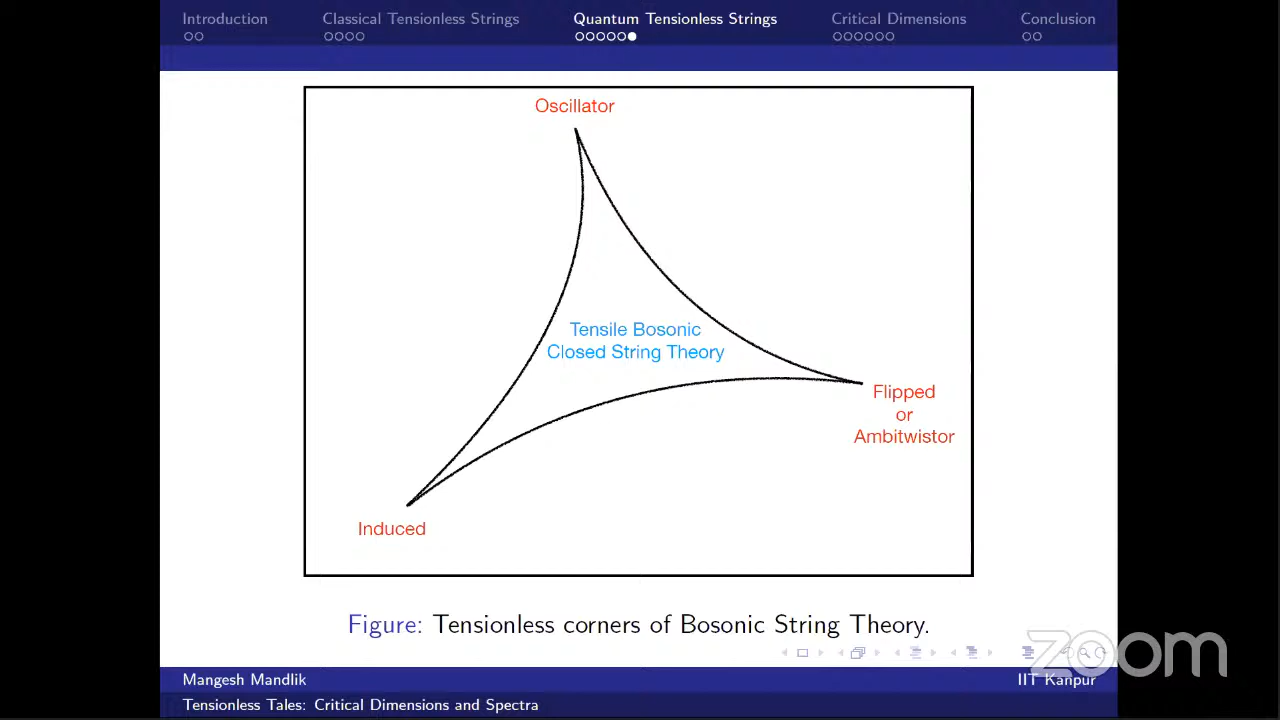 Introduction
Classical Tensionless Strings
Quantum Tensionless Strings
Critical Dimensions
Conclusion
Oscillator
Tensile Bosonic
Closed String Theory
Flipped
or
Ambitwistor
Induced
Figure: Tensionless corners of Bosonic String Theory.
zoom
Mangesh Mandlik
IIT Kanpur
Tensionless Tales: Critical Dimensions and Spectra